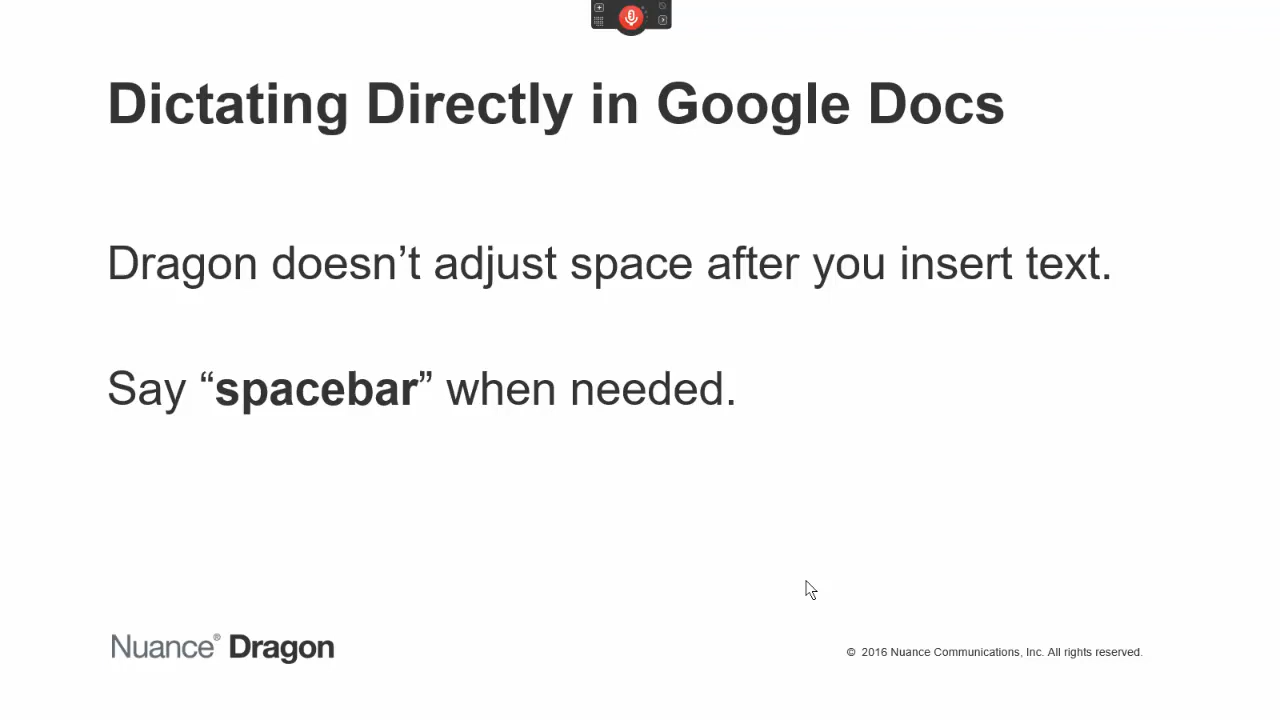 Dictating Directly in Google Docs
Dragon doesn’t adjust space after you insert text.
Say “spacebar” when needed.
Nuance® Dragon
© 2016 Nuance Communications, Inc. All rights reserved.